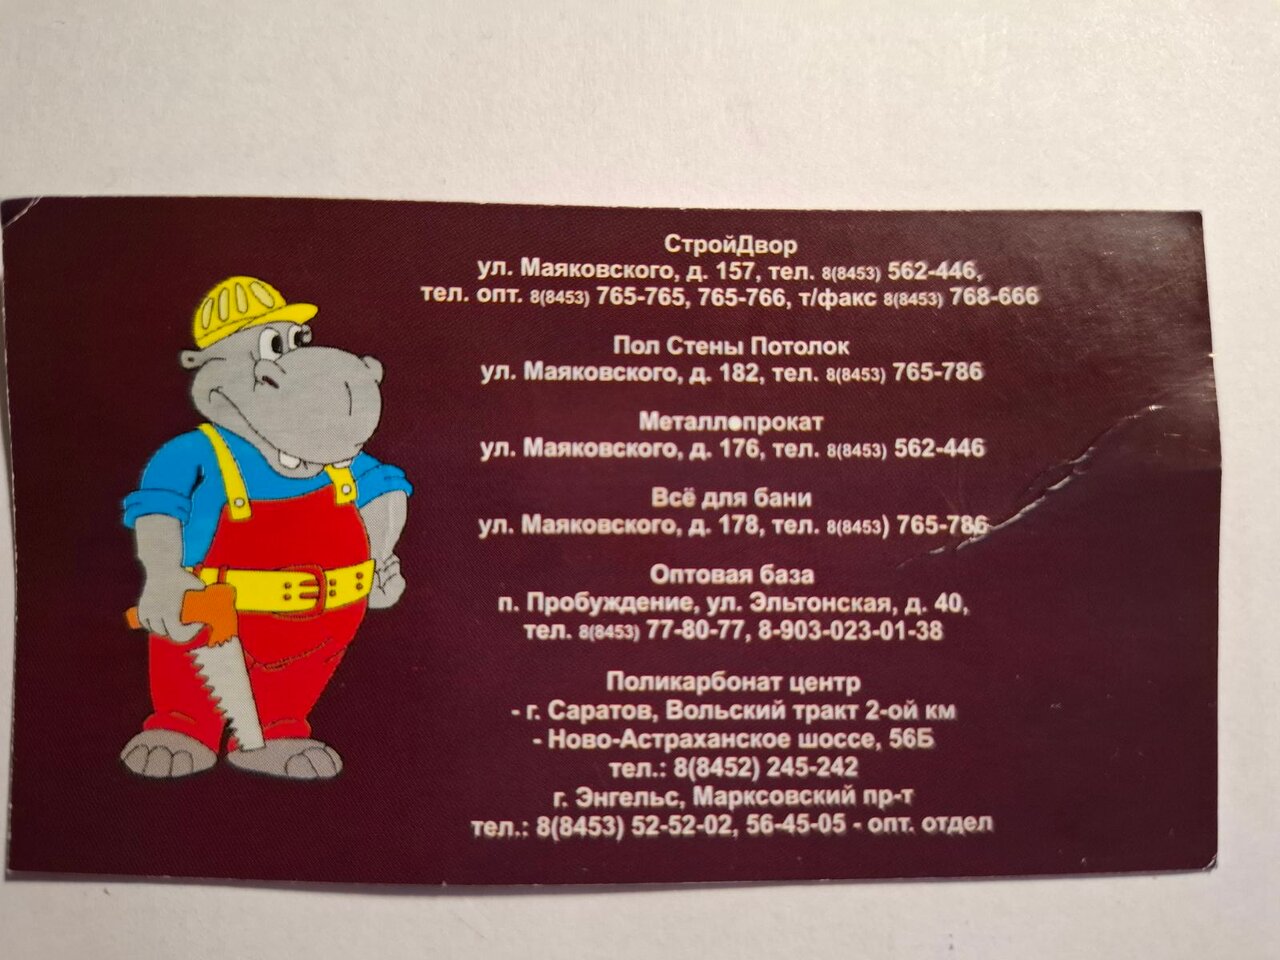 СтройДвор
ул. Маяковского, д. 157, тел. 8(8453) 562-446,
тел. опт. 8(8453) 765-765, 765-766, т/факс 8(8453) 768-666
Пол Стены Потолок
ул. Маяковского, д. 182, тел. 8(8453) 765-786
Металлопрокат
ул. Маяковского, д. 176, тел. 8(8453) 562-446
Всё для бани
ул. Маяковского, д. 178, тел. 8(8453) 765-786
Оптовая база
п. Пробуждение, ул. Эльтонская, д. 40,
тел. 8(8453) 77-80-77, 8-903-023-01-38
Поликарбонат центр
- г. Саратов, Вольский тракт 2-ой км
- Ново-Астраханское шоссе, 56Б
тел.: 8(8452) 245-242
г. Энгельс, Марксовский пр-т
тел.: 8(8453) 52-52-02, 56-45-05 - опт. отдел